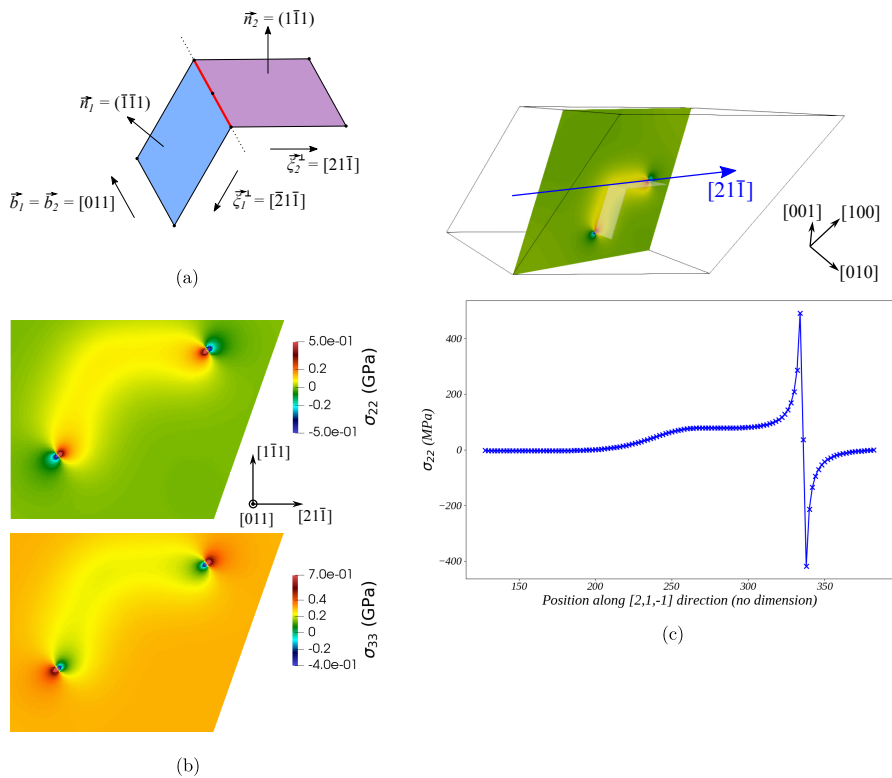 n⃗₂ = (11̄1)
n⃗₁ = (1̄1̄1)
ξ⃗₂⊥ = [211̄]
b⃗₁ = b⃗₂ = [011]
ξ⃗₁⊥ = [2̄11̄]
(a)
[211̄]
[001]
[100]
[010]
5.0e-01
0.2
0
-0.2
-5.0e-01
σ₂₂ (GPa)
[11̄1]
[011]
[211̄]
7.0e-01
0.4
0.2
0
-0.2
-4.0e-01
σ₃₃ (GPa)
(b)
400
200
0
−200
−400
σ₂₂ (MPa)
150
200
250
300
350
Position along [2,1,-1] direction (no dimension)
(c)